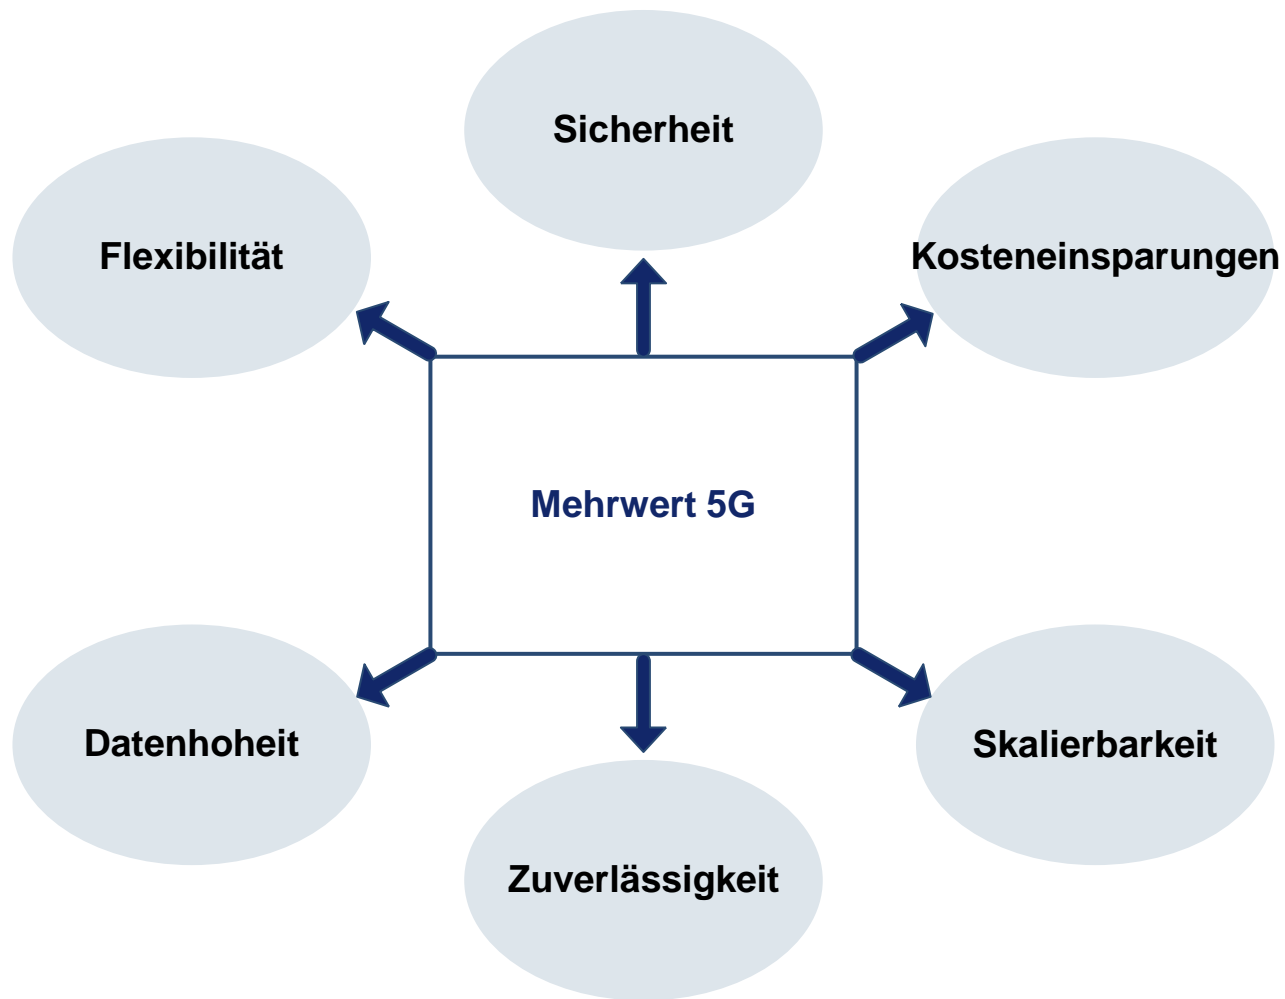 Sicherheit
Flexibilität
Kosteneinsparungen
Mehrwert 5G
Datenhoheit
Skalierbarkeit
Zuverlässigkeit